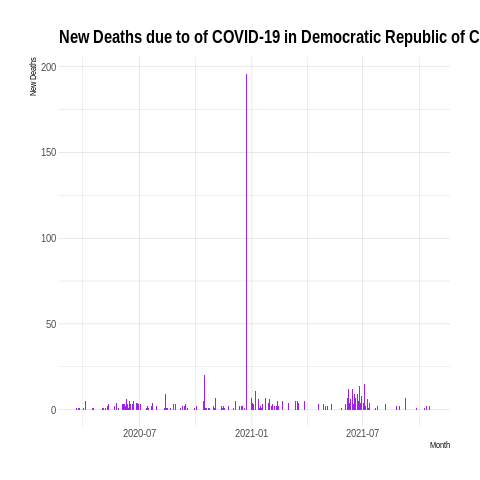 New Deaths due to of COVID-19 in Democratic Republic of C
New Deaths
200
150
100
50
0
2020-07
2021-01
2021-07
Month